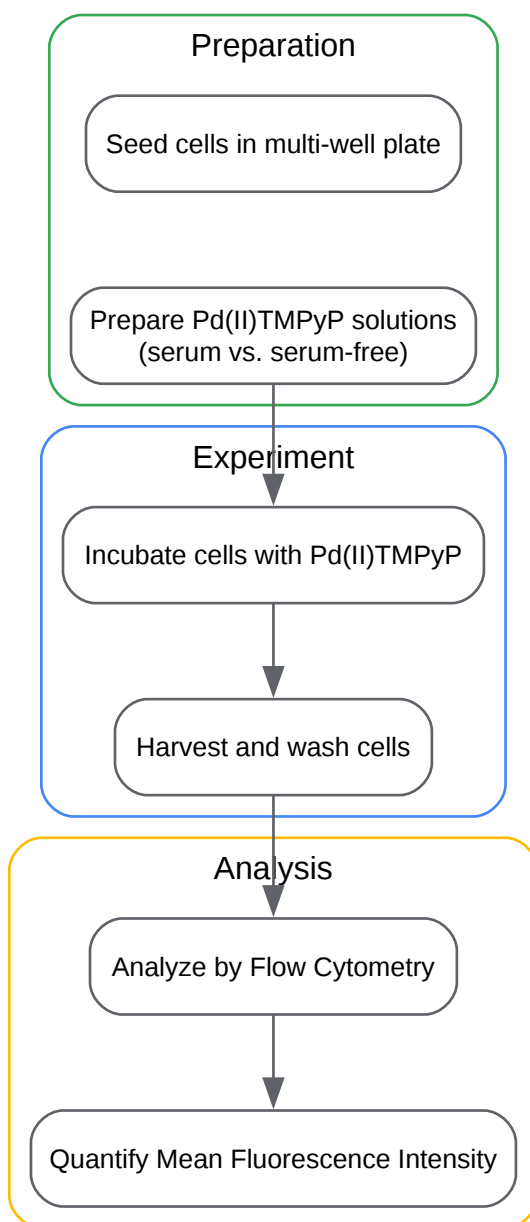 Preparation
Seed cells in multi-well plate
Prepare Pd(II)TMPyP solutions
(serum vs. serum-free)
Experiment
Incubate cells with Pd(II)TMPyP
Harvest and wash cells
Analysis
Analyze by Flow Cytometry
Quantify Mean Fluorescence Intensity